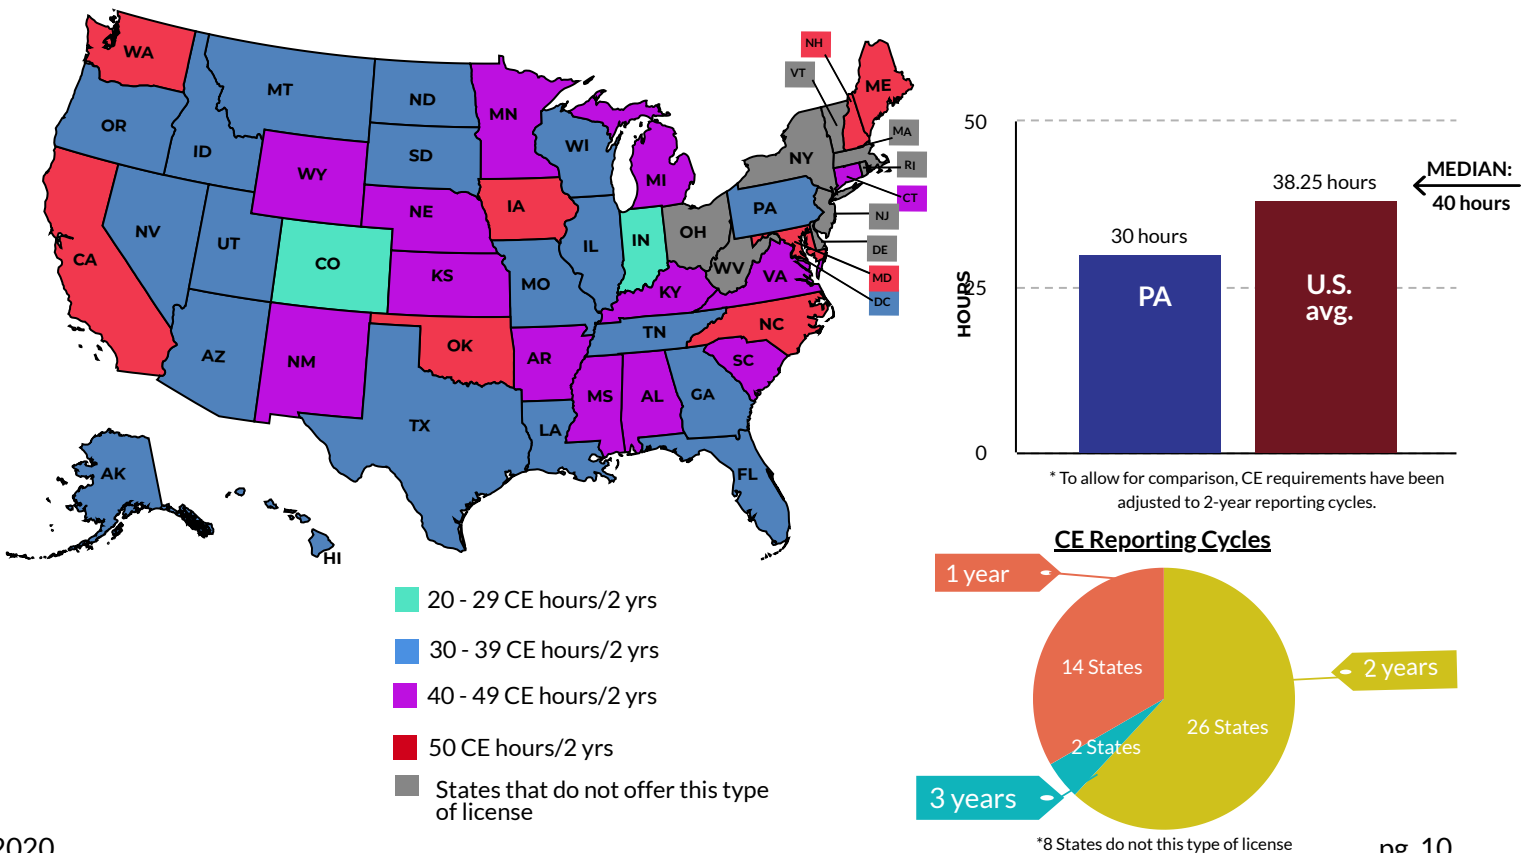 WA
MT
ND
MN
OR
ID
SD
WI
WY
MI
NH
VT
ME
MA
NY
RI
CT
NJ
DE
MD
DC
NE
IA
PA
NV
UT
CO
KS
MO
IL
IN
OH
WV
VA
KY
CA
AZ
NM
OK
AR
TN
NC
SC
MS
AL
GA
TX
LA
FL
AK
HI
20 - 29 CE hours/2 yrs
30 - 39 CE hours/2 yrs
40 - 49 CE hours/2 yrs
50 CE hours/2 yrs
States that do not offer this type
of license
50
25
0
HOURS
30 hours
PA
38.25 hours
U.S.
avg.
MEDIAN:
40 hours
* To allow for comparison, CE requirements have been
adjusted to 2-year reporting cycles.
CE Reporting Cycles
1 year
2 years
14 States
26 States
2 States
3 years
*8 States do not this type of license
2020
pg. 10